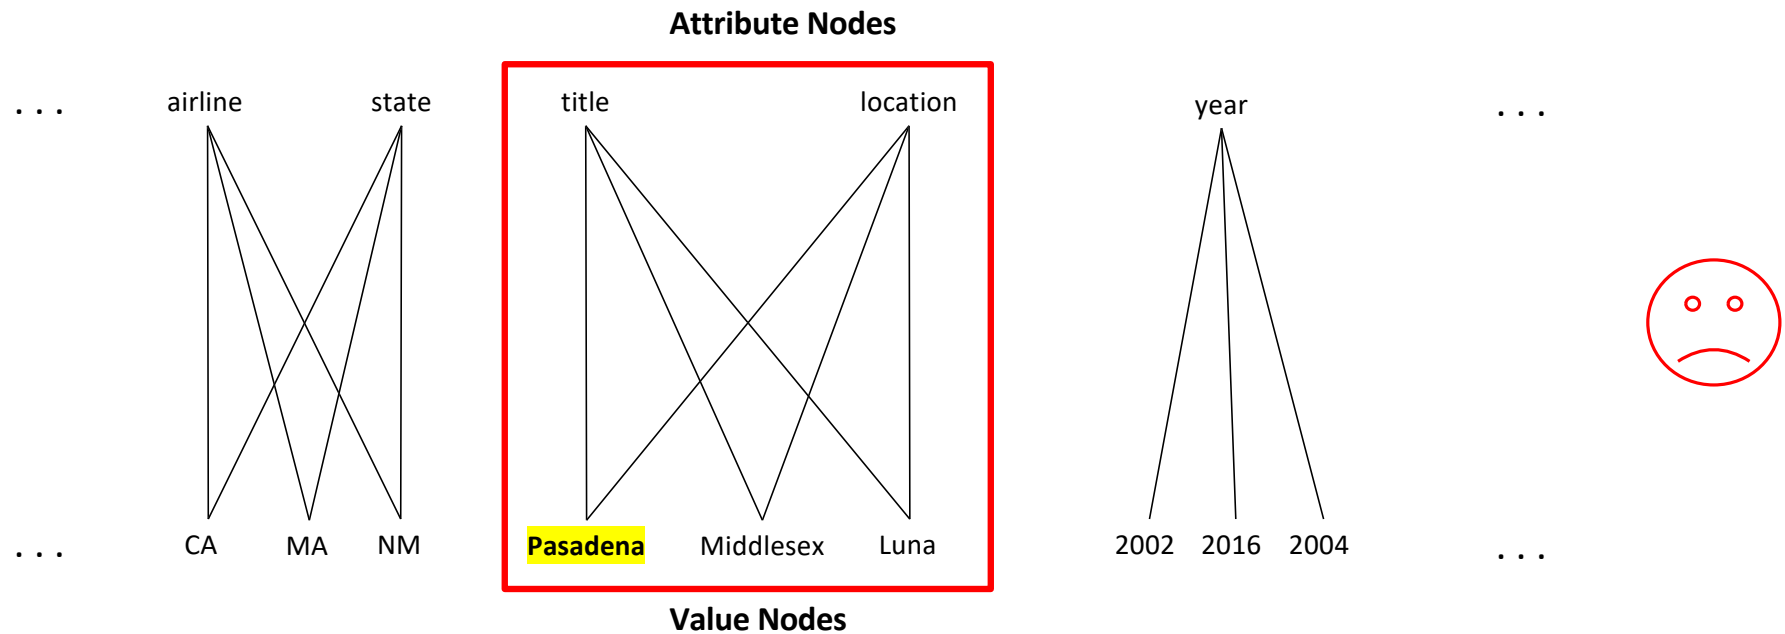 Attribute Nodes
. . . airline state title location year . . .
. . . CA MA NM Pasadena Middlesex Luna 2002 2016 2004 . . .
Value Nodes